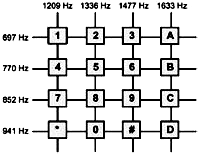 1209 Hz 1336 Hz 1477 Hz 1633 Hz
697 Hz 1 2 3 A
770 Hz 4 5 6 B
852 Hz 7 8 9 C
941 Hz * 0 # D